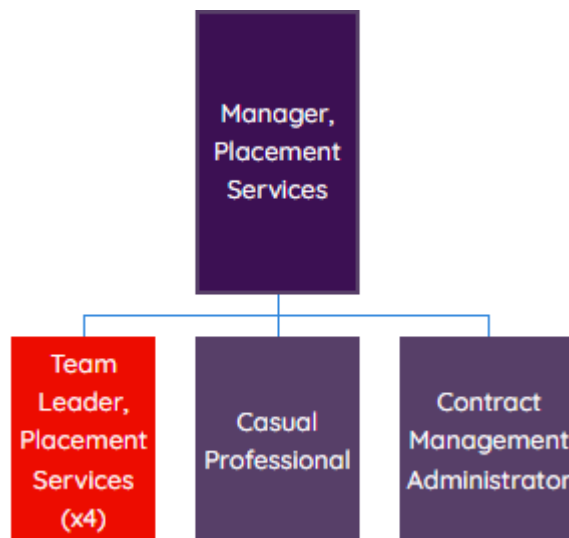 Manager,
Placement
Services
Team
Leader,
Placement
Services
(x4)
Casual
Professional
Contract
Management
Administrator